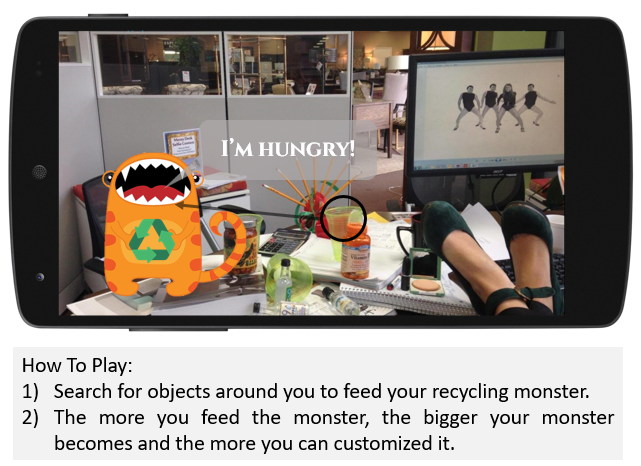 I'M HUNGRY!
How To Play:
1) Search for objects around you to feed your recycling monster.
2) The more you feed the monster, the bigger your monster
becomes and the more you can customized it.